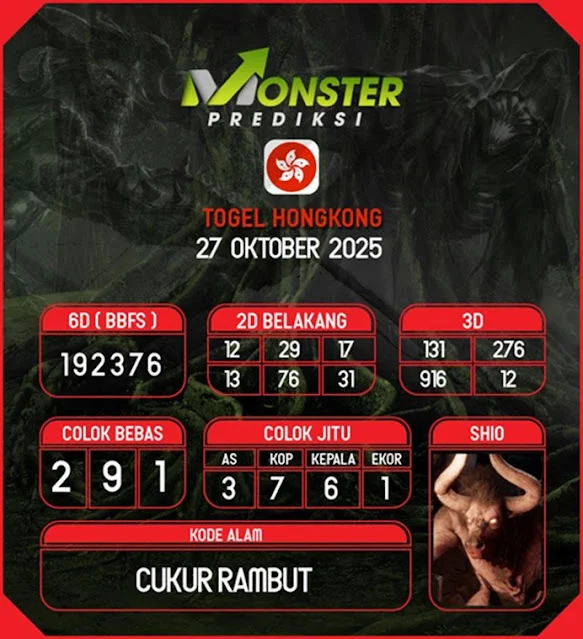 MONSTER
PREDIKSI
TOGEL HONGKONG
27 OKTOBER 2025
6D ( BBFS )
192376
2D BELAKANG
12 29 17
13 76 31
3D
131 276
916 12
COLOK BEBAS
2 9 1
COLOK JITU
AS KOP KEPALA EKOR
3 7 6 1
SHIO
KODE ALAM
CUKUR RAMBUT